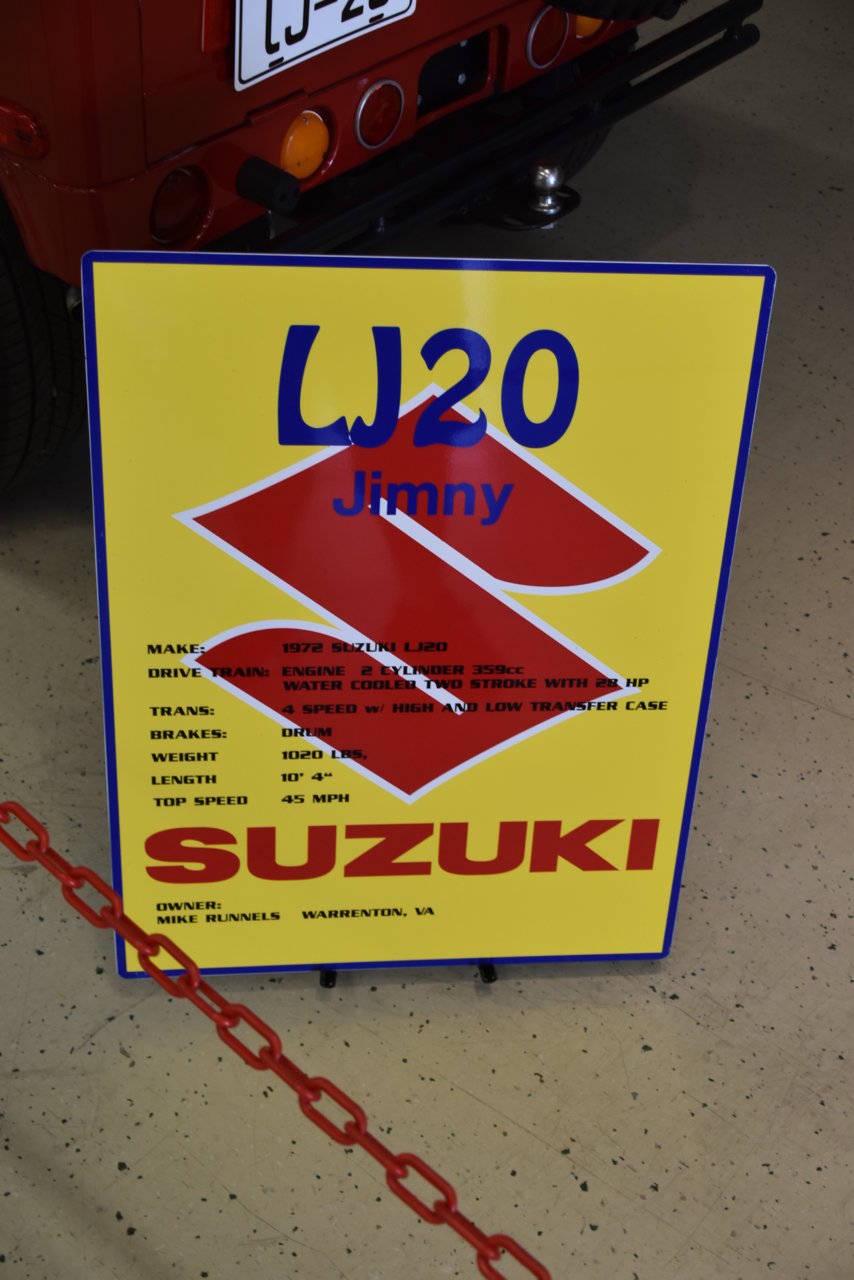 LJ-20
LJ20
Jimny
MAKE: 1972 SUZUKI LJ20
DRIVE TRAIN: ENGINE 2 CYLINDER 359cc
WATER COOLED TWO STROKE WITH 28 HP
TRANS: 4 SPEED w/ HIGH AND LOW TRANSFER CASE
BRAKES: DRUM
WEIGHT 1020 LBS,
LENGTH 10' 4"
TOP SPEED 45 MPH
SUZUKI
OWNER:
MIKE RUNNELS WARRENTON, VA